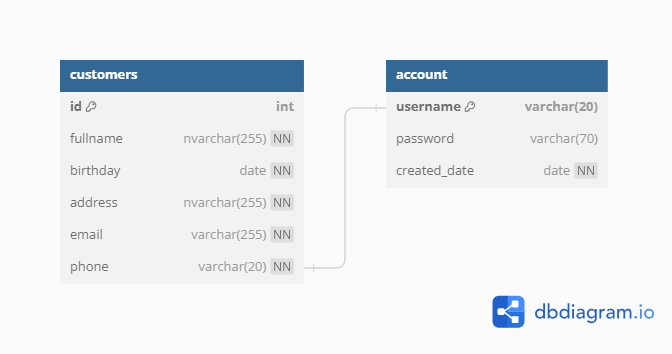 customers
id int
fullname nvarchar(255) NN
birthday date NN
address nvarchar(255) NN
email varchar(255) NN
phone varchar(20) NN
account
username varchar(20)
password varchar(70)
created_date date NN
dbdiagram.io